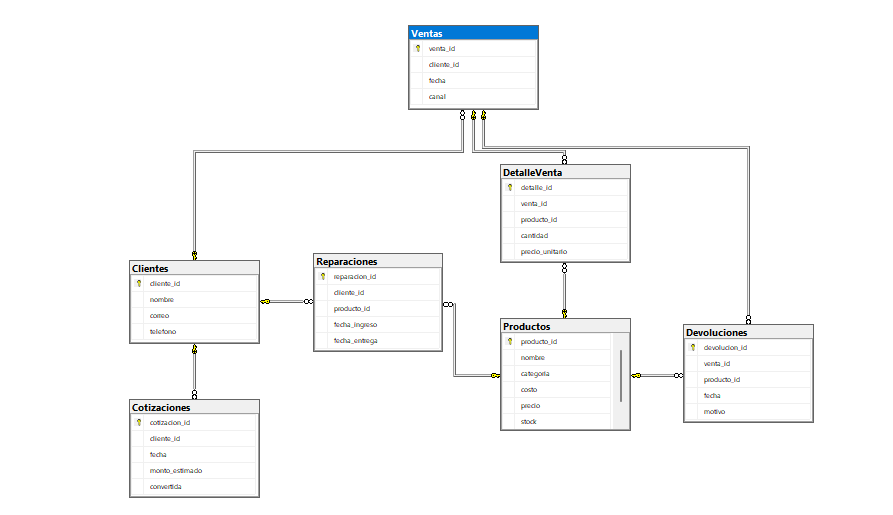 Ventas
venta_id
cliente_id
fecha
canal
DetalleVenta
detalle_id
venta_id
producto_id
cantidad
precio_unitario
Clientes
cliente_id
nombre
correo
telefono
Reparaciones
reparacion_id
cliente_id
producto_id
fecha_ingreso
fecha_entrega
Productos
producto_id
nombre
categoria
costo
precio
stock
Devoluciones
devolucion_id
venta_id
producto_id
fecha
motivo
Cotizaciones
cotizacion_id
cliente_id
fecha
monto_estimado
convertida